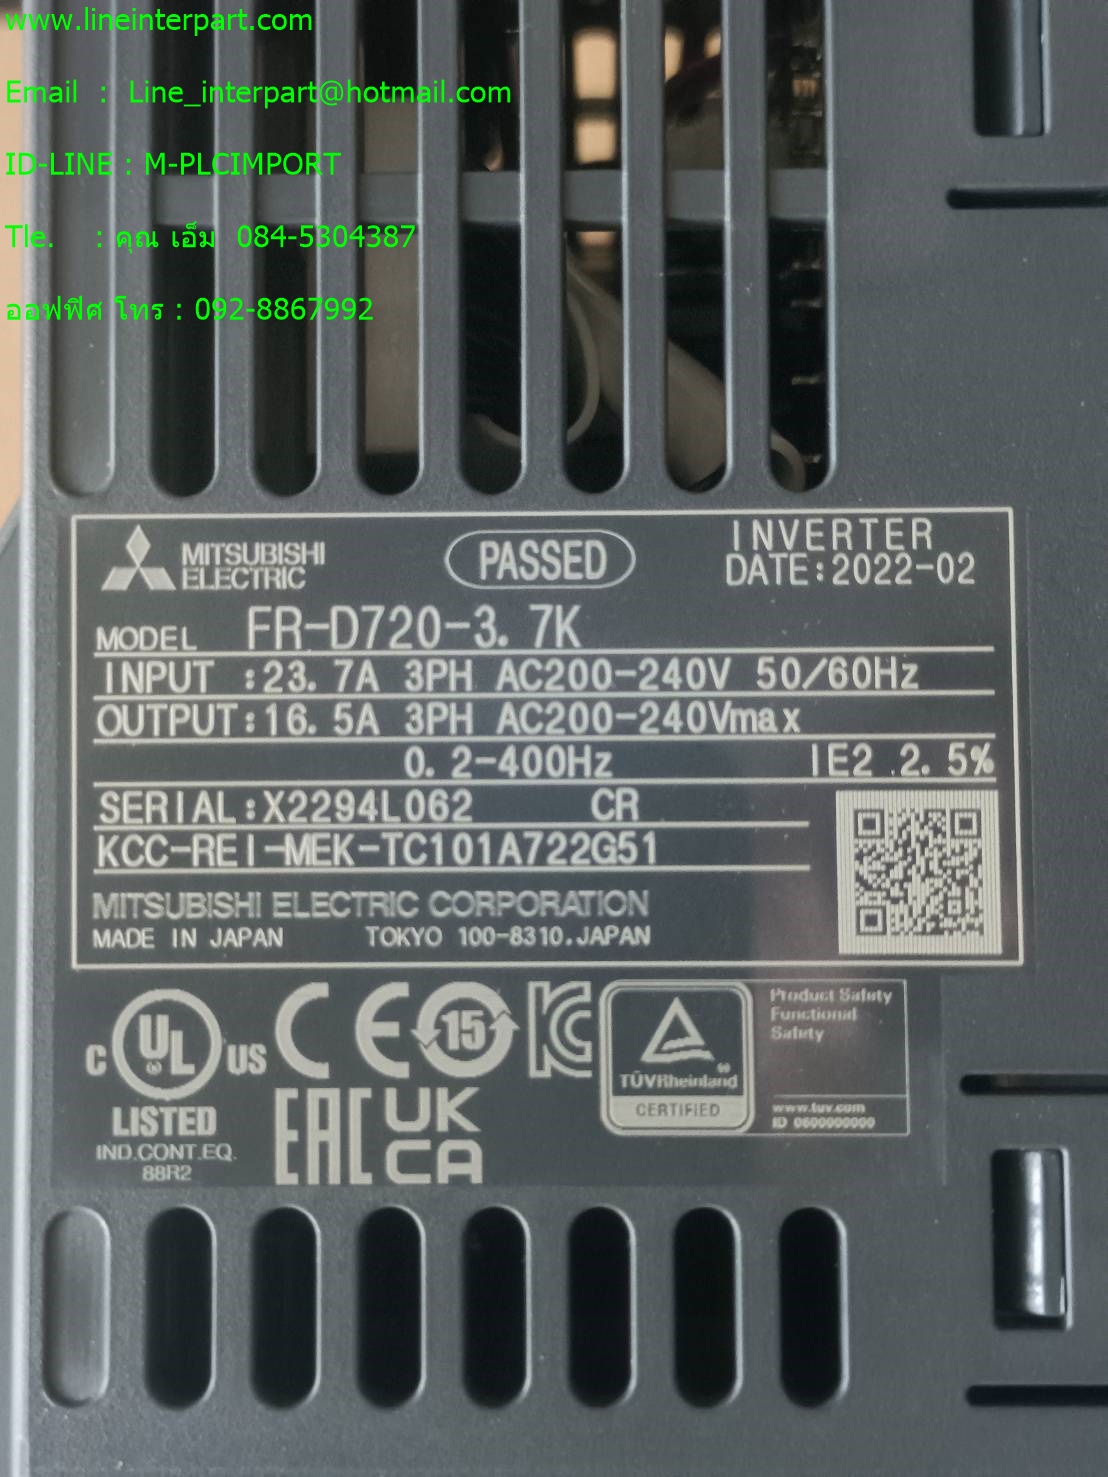 www.lineinterpart.com
Email : Line_interpart@hotmail.com
ID-LINE : M-PLCIMPORT
Tle. : คุณ เอ็ม 084-5304387
ออฟฟิศ โทร : 092-8867992
MITSUBISHI ELECTRIC
PASSED
INVERTER
DATE:2022-02
MODEL FR-D720-3.7K
INPUT :23.7A 3PH AC200-240V 50/60Hz
OUTPUT:16.5A 3PH AC200-240Vmax
0.2-400Hz IE2 2.5%
SERIAL:X2294L062 CR
KCC-REI-MEK-TC101A722G51
MITSUBISHI ELECTRIC CORPORATION
MADE IN JAPAN TOKYO 100-8310.JAPAN
C UL US
LISTED
IND.CONT.EQ.
88R2
CE
15
KC
EAC
UK
CA
TÜVRheinland
CERTIFIED
Product Safety
Functional
Safety
www.tuv.com
ID 0600000000